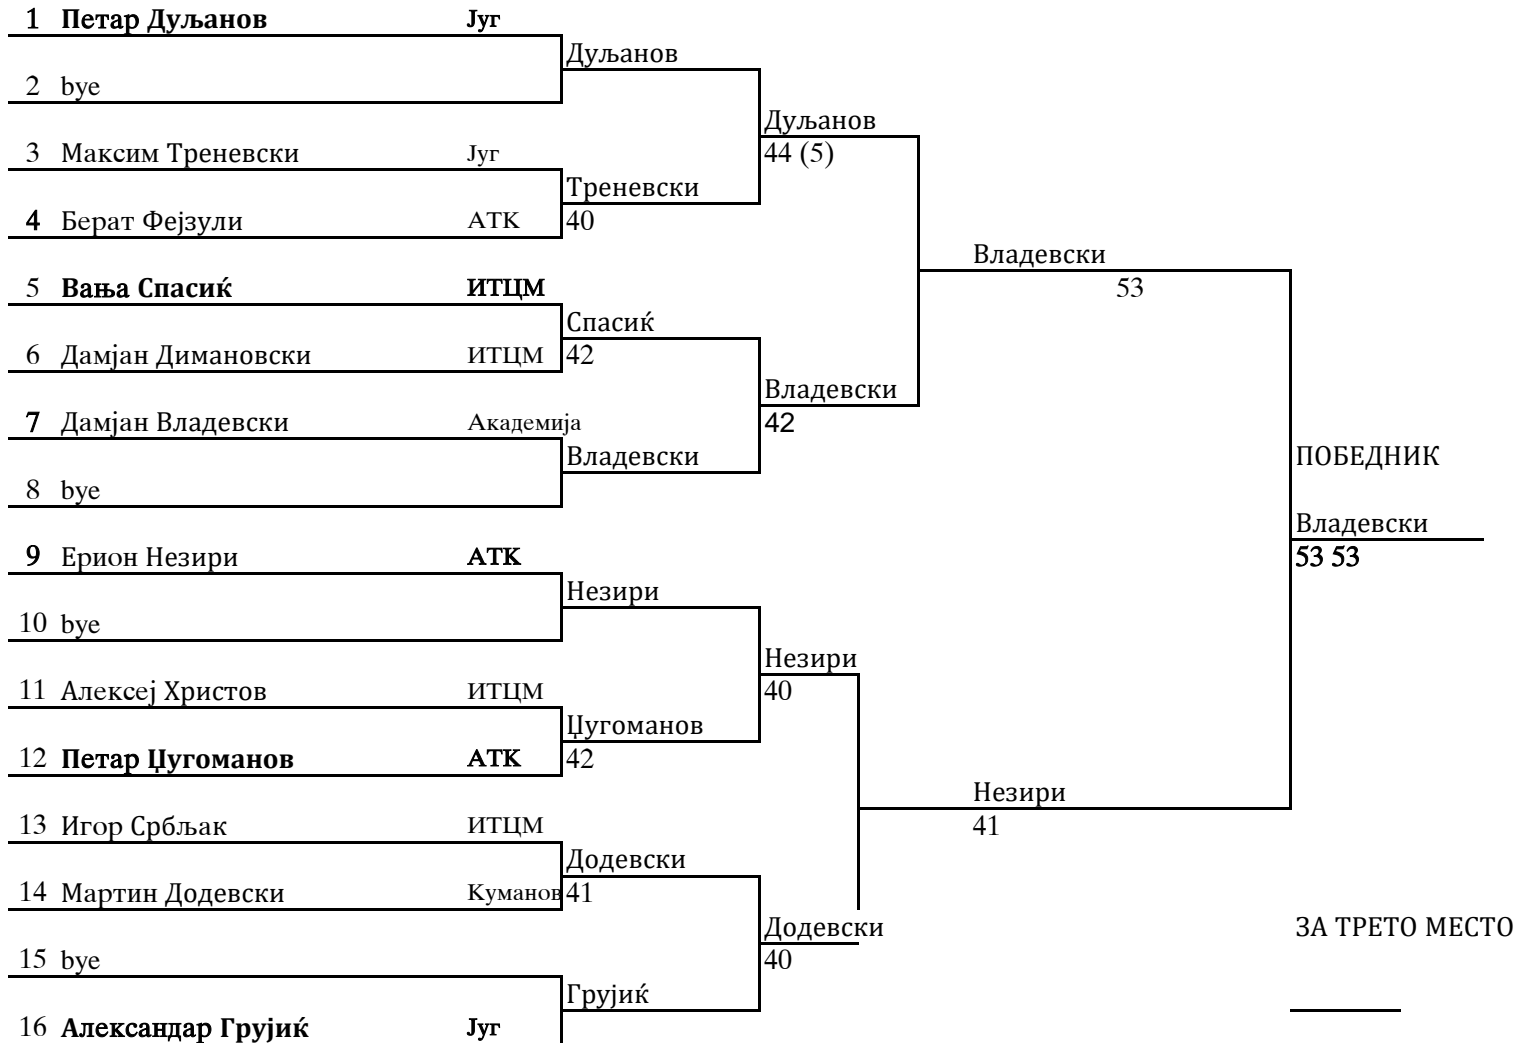 1 Петар Дуљанов Југ
Дуљанов
2 bye
Дуљанов
3 Максим Треневски Југ
44 (5)
Треневски
4 Берат Фејзули АТК
40
Владевски
5 Вања Спасиќ ИТЦМ
53
Спасиќ
6 Дамјан Димановски ИТЦМ
42
Владевски
7 Дамјан Владевски Академија
42
Владевски
ПОБЕДНИК
8 bye
Владевски
9 Ерион Незири АТК
53 53
Незири
10 bye
Незири
11 Алексеј Христов ИТЦМ
40
Џугоманов
12 Петар Џугоманов АТК
42
Незири
13 Игор Србљак ИТЦМ
41
Додевски
14 Мартин Додевски Куманов
41
Додевски
ЗА ТРЕТО МЕСТО
15 bye
40
Грујиќ
16 Александар Грујиќ Југ